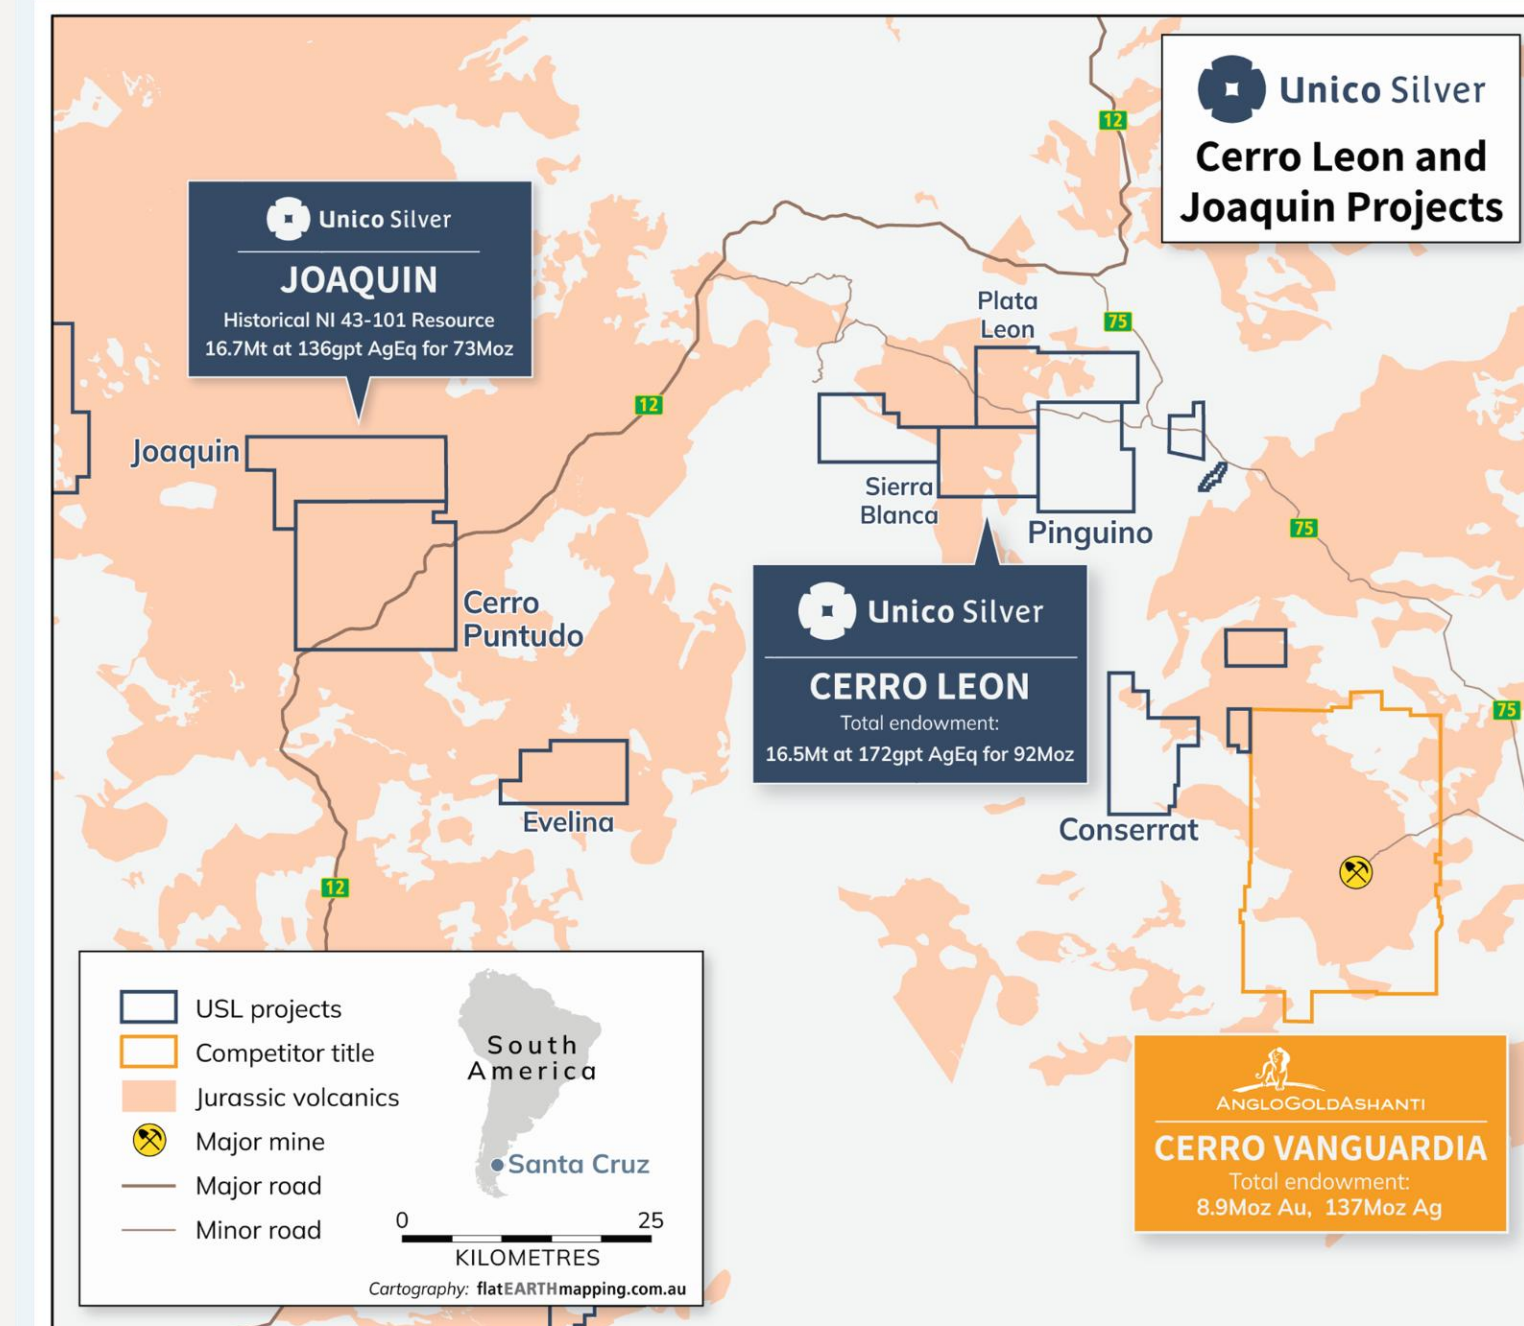 Unico Silver
Cerro Leon and
Joaquin Projects
12
Unico Silver
JOAQUIN
Historical NI 43-101 Resource
16.7Mt at 136gpt AgEq for 73Moz
Plata
Leon
75
12
Joaquin
Sierra
Blanca
Pinguino
75
Cerro
Puntudo
Unico Silver
CERRO LEON
Total endowment:
16.5Mt at 172gpt AgEq for 92Moz
75
Evelina
Conserrat
12
USL projects
Competitor title
Jurassic volcanics
Major mine
Major road
Minor road
South
America
Santa Cruz
0 25
KILOMETRES
Cartography: flatEARTHmapping.com.au
ANGLOGOLDASHANTI
CERRO VANGUARDIA
Total endowment:
8.9Moz Au, 137Moz Ag